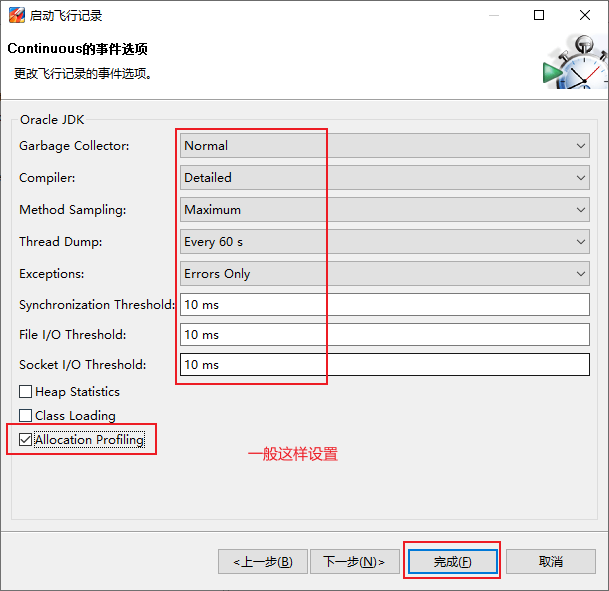 启动飞行记录
Continuous的事件选项
更改飞行记录的事件选项。
Oracle JDK
Garbage Collector: Normal
Compiler: Detailed
Method Sampling: Maximum
Thread Dump: Every 60 s
Exceptions: Errors Only
Synchronization Threshold: 10 ms
File I/O Threshold: 10 ms
Socket I/O Threshold: 10 ms
Heap Statistics
Class Loading
Allocation Profiling
一般这样设置
<上一步(B) 下一步(N)> 完成(F) 取消